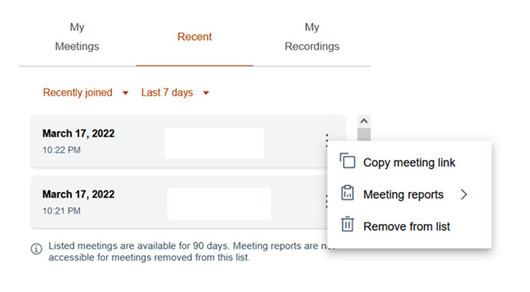 My
Meetings
Recent
My
Recordings
Recently joined
Last 7 days
March 17, 2022
10:22 PM
Copy meeting link
Meeting reports
Remove from list
March 17, 2022
10:21 PM
Listed meetings are available for 90 days. Meeting reports are
accessible for meetings removed from this list.